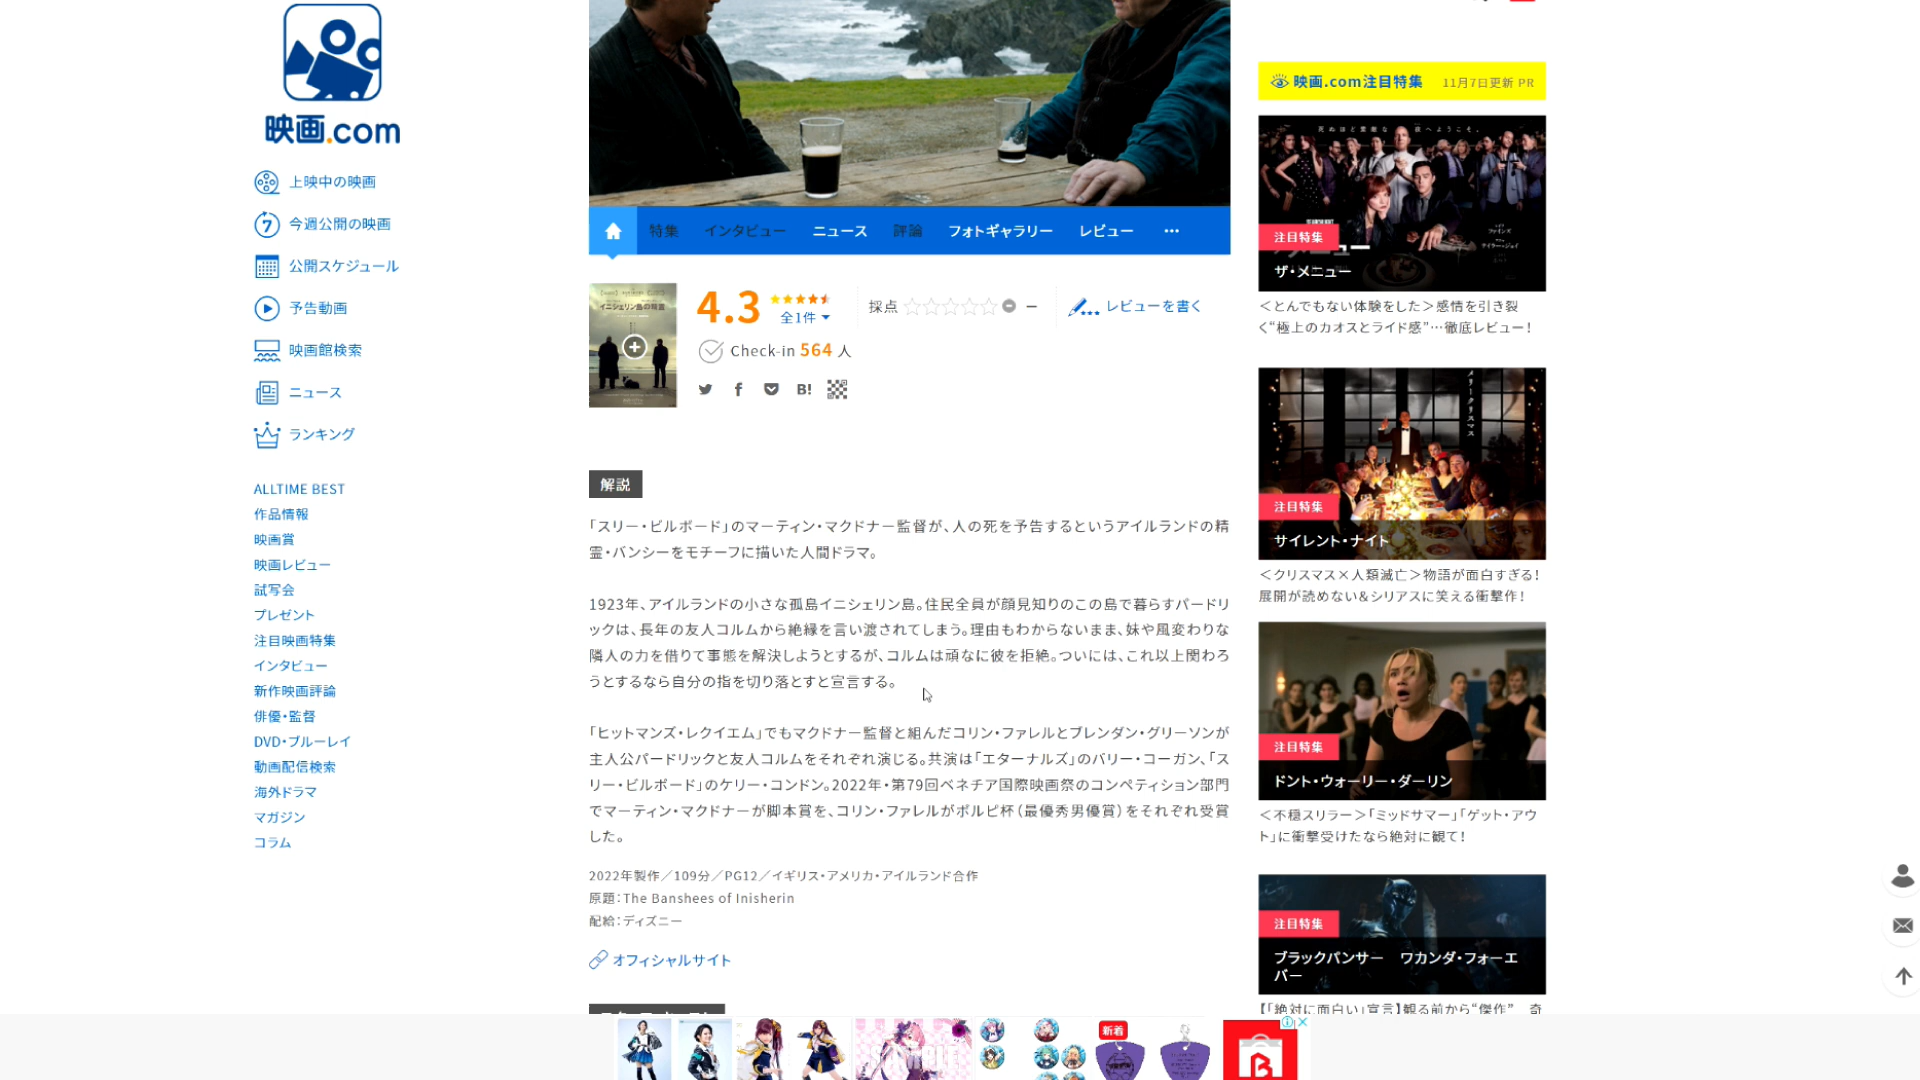 映画.com
上映中の映画
今週公開の映画
公開スケジュール
予告動画
映画館検索
ニュース
ランキング
ALLTIME BEST
作品情報
映画賞
映画レビュー
試写会
プレゼント
注目映画特集
インタビュー
新作映画評論
俳優・監督
DVD・ブルーレイ
動画配信検索
海外ドラマ
マガジン
コラム
特集 インタビュー ニュース 評論 フォトギャラリー レビュー …
イニシェリン島の精霊
4.3
全1件
採点 －
レビューを書く
Check-in 564 人
B!
解説
「スリー・ビルボード」のマーティン・マクドナー監督が、人の死を予告するというアイルランドの精
霊・バンシーをモチーフに描いた人間ドラマ。
1923年、アイルランドの小さな孤島イニシェリン島。住民全員が顔見知りのこの島で暮らすパードリ
ックは、長年の友人コルムから絶縁を言い渡されてしまう。理由もわからないまま、妹や風変わりな
隣人の力を借りて事態を解決しようとするが、コルムは頑なに彼を拒絶。ついには、これ以上関わろ
うとするなら自分の指を切り落とすと宣言する。
「ヒットマンズ・レクイエム」でもマクドナー監督と組んだコリン・ファレルとブレンダン・グリーソンが
主人公パードリックと友人コルムをそれぞれ演じる。共演は「エターナルズ」のバリー・コーガン、「ス
リー・ビルボード」のケリー・コンドン。2022年・第79回ベネチア国際映画祭のコンペティション部門
でマーティン・マクドナーが脚本賞を、コリン・ファレルがボルピ杯（最優秀男優賞）をそれぞれ受賞
した。
2022年製作／109分／PG12／イギリス・アメリカ・アイルランド合作
原題：The Banshees of Inisherin
配給：ディズニー
オフィシャルサイト
映画.com注目特集 11月7日更新 PR
注目特集
ザ・メニュー
＜とんでもない体験をした＞感情を引き裂
く“極上のカオスとライド感”…徹底レビュー！
注目特集
サイレント・ナイト
＜クリスマス×人類滅亡＞物語が面白すぎる！
展開が読めない＆シリアスに笑える衝撃作！
注目特集
ドント・ウォーリー・ダーリン
＜不穏スリラー＞「ミッドサマー」「ゲット・アウ
ト」に衝撃受けたなら絶対に観て！
注目特集
ブラックパンサー　ワカンダ・フォーエ
バー
【「絶対に面白い」宣言】観る前から“傑作”　奇
新着